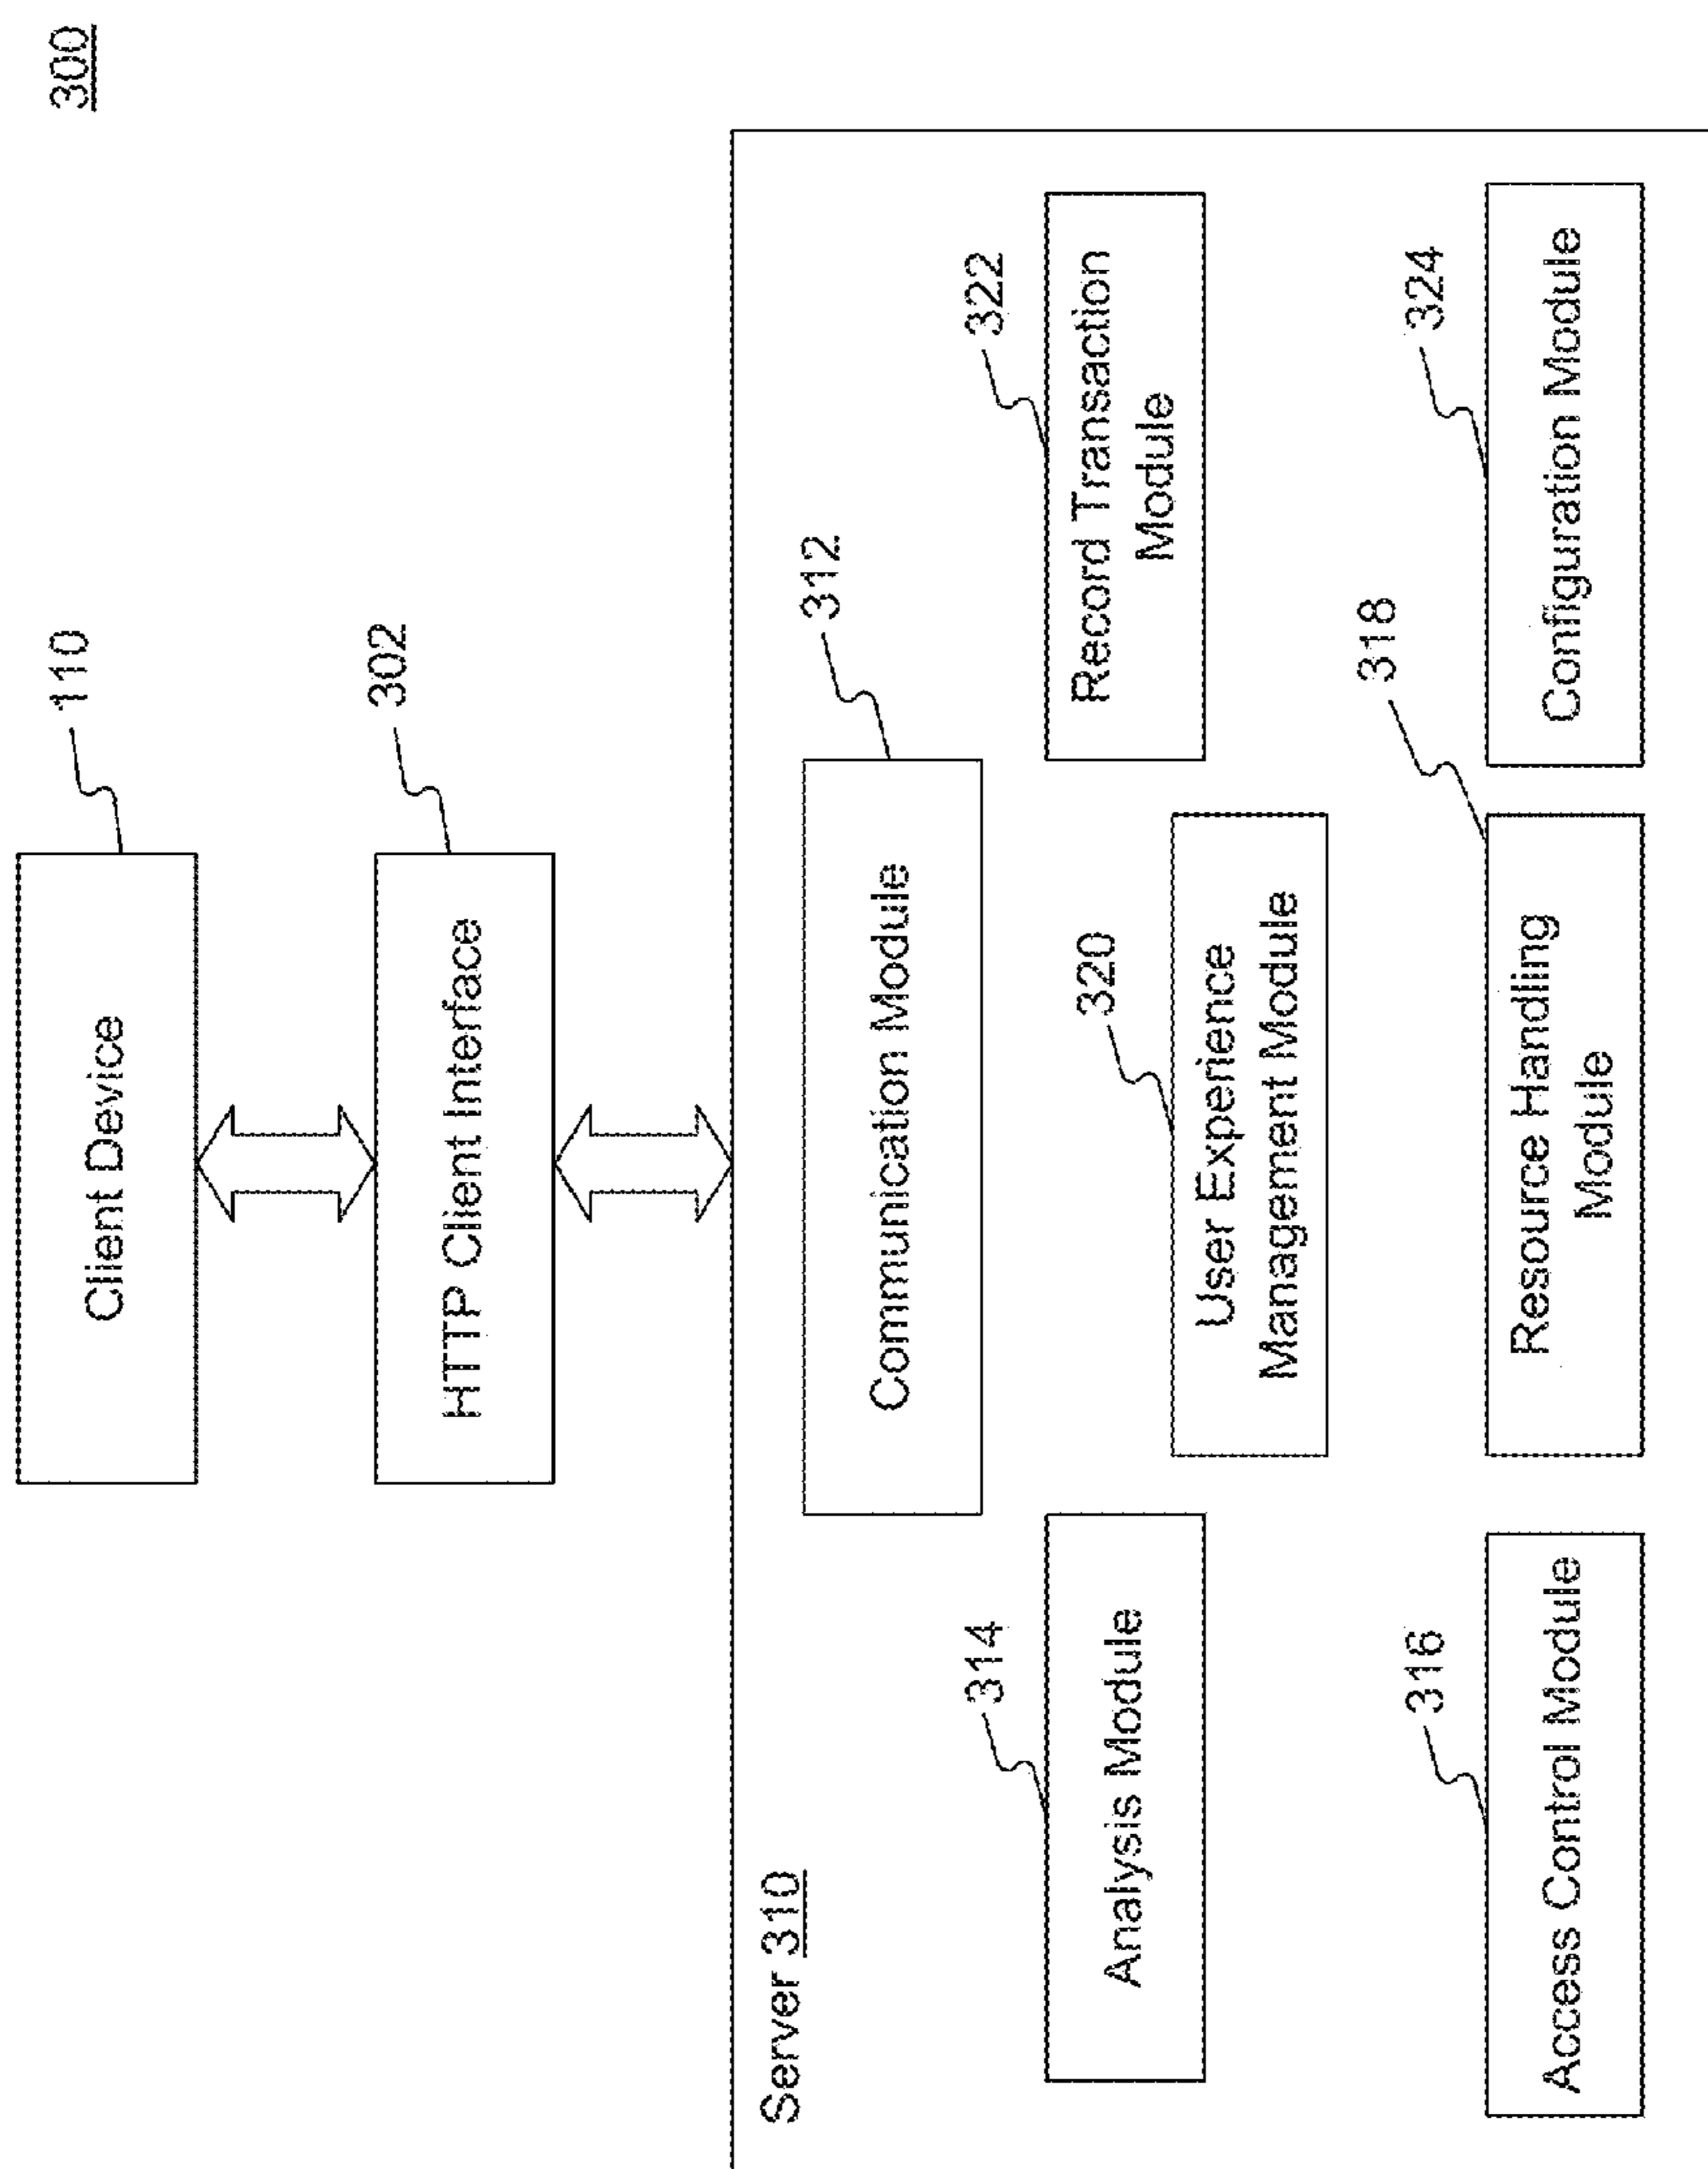 300
Client Device
110
HTTP Client Interface
302
Server 310
Communication Module
312
Analysis Module
314
User Experience
Management Module
320
Record Transaction
Module
322
Access Control Module
316
Resource Handling
Module
318
Configuration Module
324